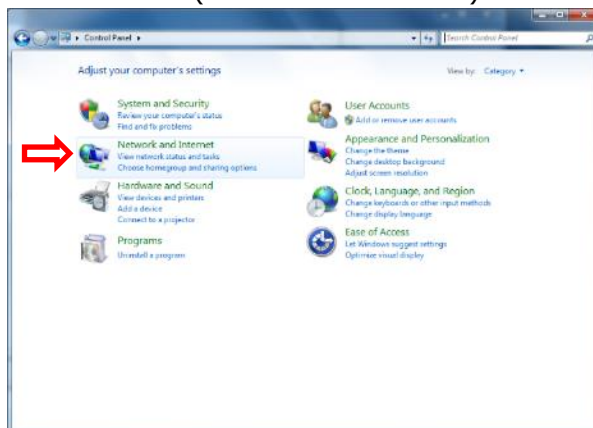 Control Panel
Search Control Panel
Adjust your computer's settings
View by: Category
System and Security
Review your computer's status
Find and fix problems
Network and Internet
View network status and tasks
Choose homegroup and sharing options
Hardware and Sound
View devices and printers
Add a device
Connect to a projector
Programs
Uninstall a program
User Accounts
Add or remove user accounts
Appearance and Personalization
Change the theme
Change desktop background
Adjust screen resolution
Clock, Language, and Region
Change keyboards or other input methods
Change display language
Ease of Access
Let Windows suggest settings
Optimize visual display